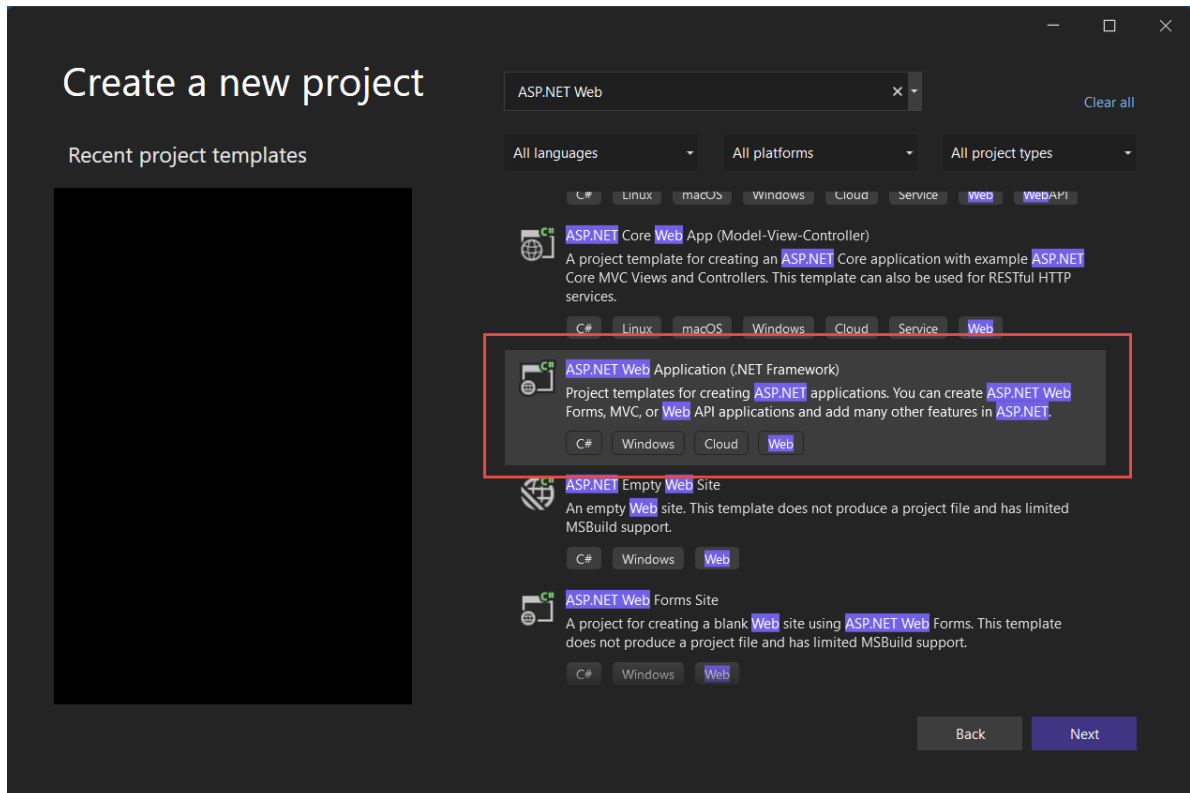 Create a new project
ASP.NET Web
Clear all
Recent project templates
All languages
All platforms
All project types
C# Linux macOS Windows Cloud Service Web WebAPI
C#
ASP.NET Core Web App (Model-View-Controller)
A project template for creating an ASP.NET Core application with example ASP.NET
Core MVC Views and Controllers. This template can also be used for RESTful HTTP
services.
C# Linux macOS Windows Cloud Service Web
C#
ASP.NET Web Application (.NET Framework)
Project templates for creating ASP.NET applications. You can create ASP.NET Web
Forms, MVC, or Web API applications and add many other features in ASP.NET.
C# Windows Cloud Web
C#
ASP.NET Empty Web Site
An empty Web site. This template does not produce a project file and has limited
MSBuild support.
C# Windows Web
C#
ASP.NET Web Forms Site
A project for creating a blank Web site using ASP.NET Web Forms. This template
does not produce a project file and has limited MSBuild support.
C# Windows Web
Back
Next